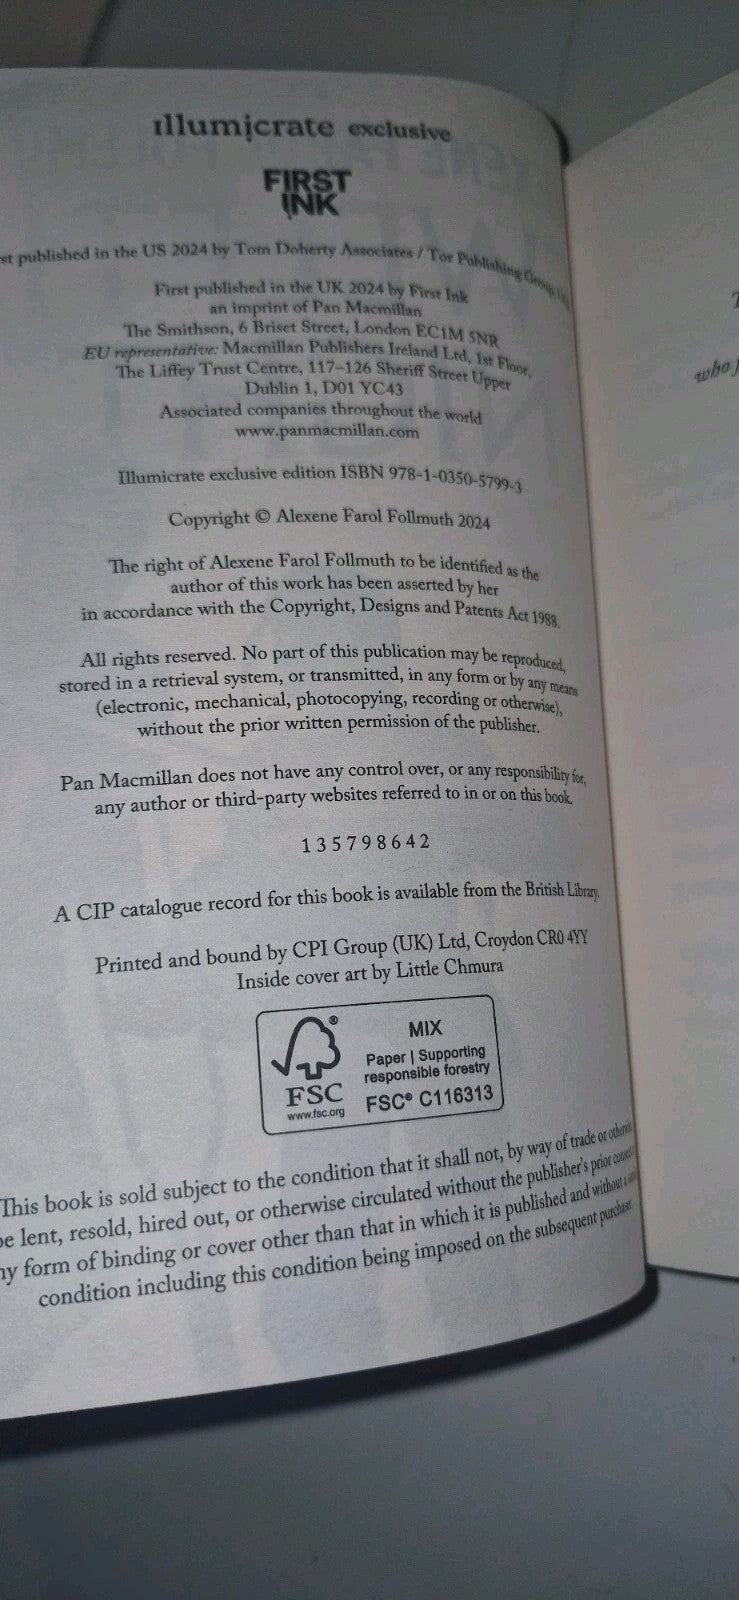 illumicrate exclusive
FIRST
INK
st published in the US 2024 by Tom Doherty Associates / Tor Publishing Group
First published in the UK 2024 by First Ink
an imprint of Pan Macmillan
The Smithson, 6 Briset Street, London EC1M 5NR
EU representative: Macmillan Publishers Ireland Ltd, 1st Floor,
The Liffey Trust Centre, 117–126 Sheriff Street Upper
Dublin 1, D01 YC43
Associated companies throughout the world
www.panmacmillan.com
Illumicrate exclusive edition ISBN 978-1-0350-5799-3
Copyright © Alexene Farol Follmuth 2024
The right of Alexene Farol Follmuth to be identified as the
author of this work has been asserted by her
in accordance with the Copyright, Designs and Patents Act 1988.
All rights reserved. No part of this publication may be reproduced,
stored in a retrieval system, or transmitted, in any form or by any means
(electronic, mechanical, photocopying, recording or otherwise),
without the prior written permission of the publisher.
Pan Macmillan does not have any control over, or any responsibility for,
any author or third-party websites referred to in or on this book.
1 3 5 7 9 8 6 4 2
A CIP catalogue record for this book is available from the British Library.
Printed and bound by CPI Group (UK) Ltd, Croydon CR0 4YY
Inside cover art by Little Chmura
FSC
www.fsc.org
MIX
Paper | Supporting
responsible forestry
FSC® C116313
This book is sold subject to the condition that it shall not, by way of trade or otherwise
be lent, resold, hired out, or otherwise circulated without the publisher's prior consent
ny form of binding or cover other than that in which it is published and without a
condition including this condition being imposed on the subsequent purchaser.
who